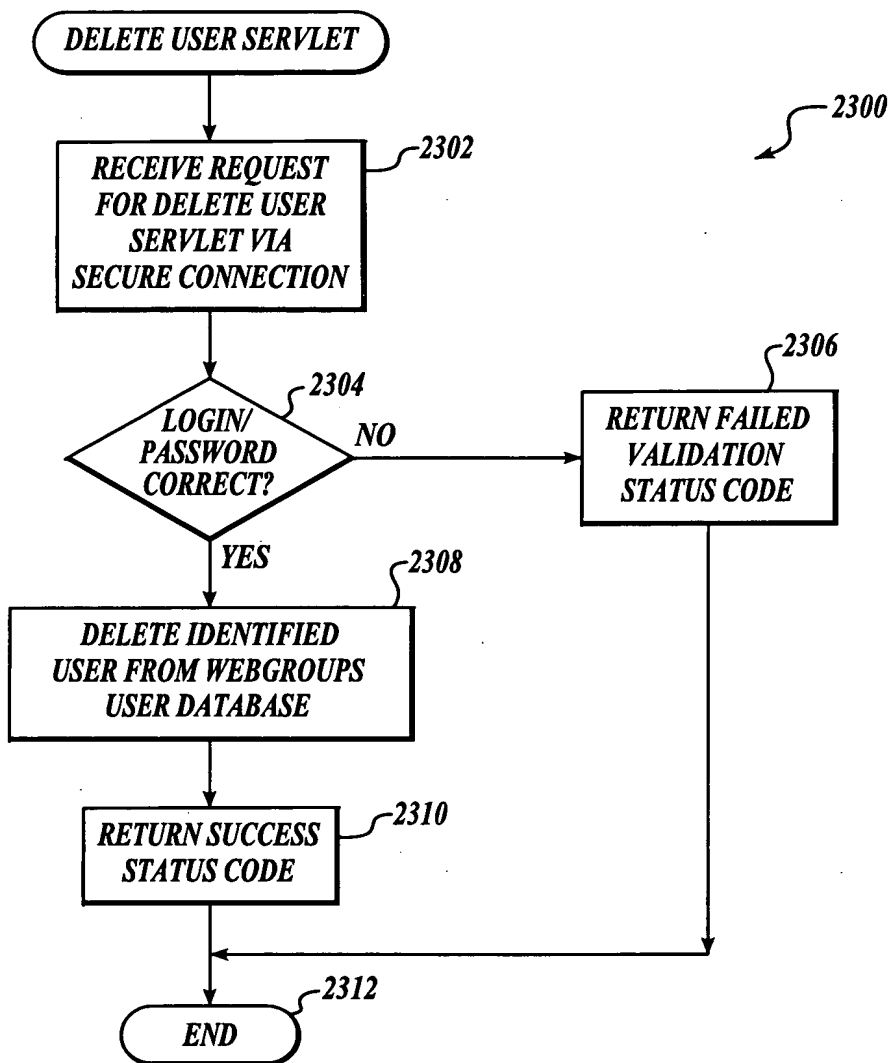 DELETE USER SERVLET
2300
2302
RECEIVE REQUEST
FOR DELETE USER
SERVLET VIA
SECURE CONNECTION
2304
LOGIN/
PASSWORD
CORRECT?
NO
2306
RETURN FAILED
VALIDATION
STATUS CODE
YES
2308
DELETE IDENTIFIED
USER FROM WEBGROUPS
USER DATABASE
2310
RETURN SUCCESS
STATUS CODE
2312
END